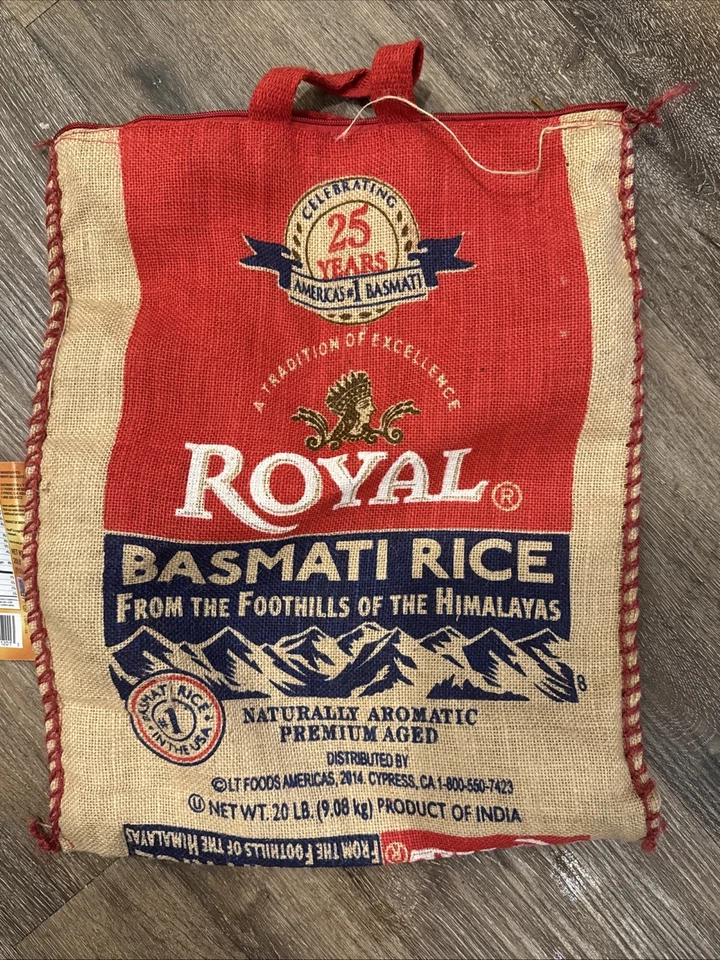 CELEBRATING
25
YEARS
AMERICA'S #1 BASMATI
A TRADITION OF EXCELLENCE
ROYAL®
BASMATI RICE
FROM THE FOOTHILLS OF THE HIMALAYAS
8
BASMATI RICE
#1
IN THE USA
NATURALLY AROMATIC
PREMIUM AGED
DISTRIBUTED BY
©LT FOODS AMERICAS, 2014 CYPRESS, CA 1-800-550-7423
Ⓤ NET WT. 20 LB. (9.08 kg) PRODUCT OF INDIA
FROM THE FOOTHILLS OF THE HIMALAYAS
®